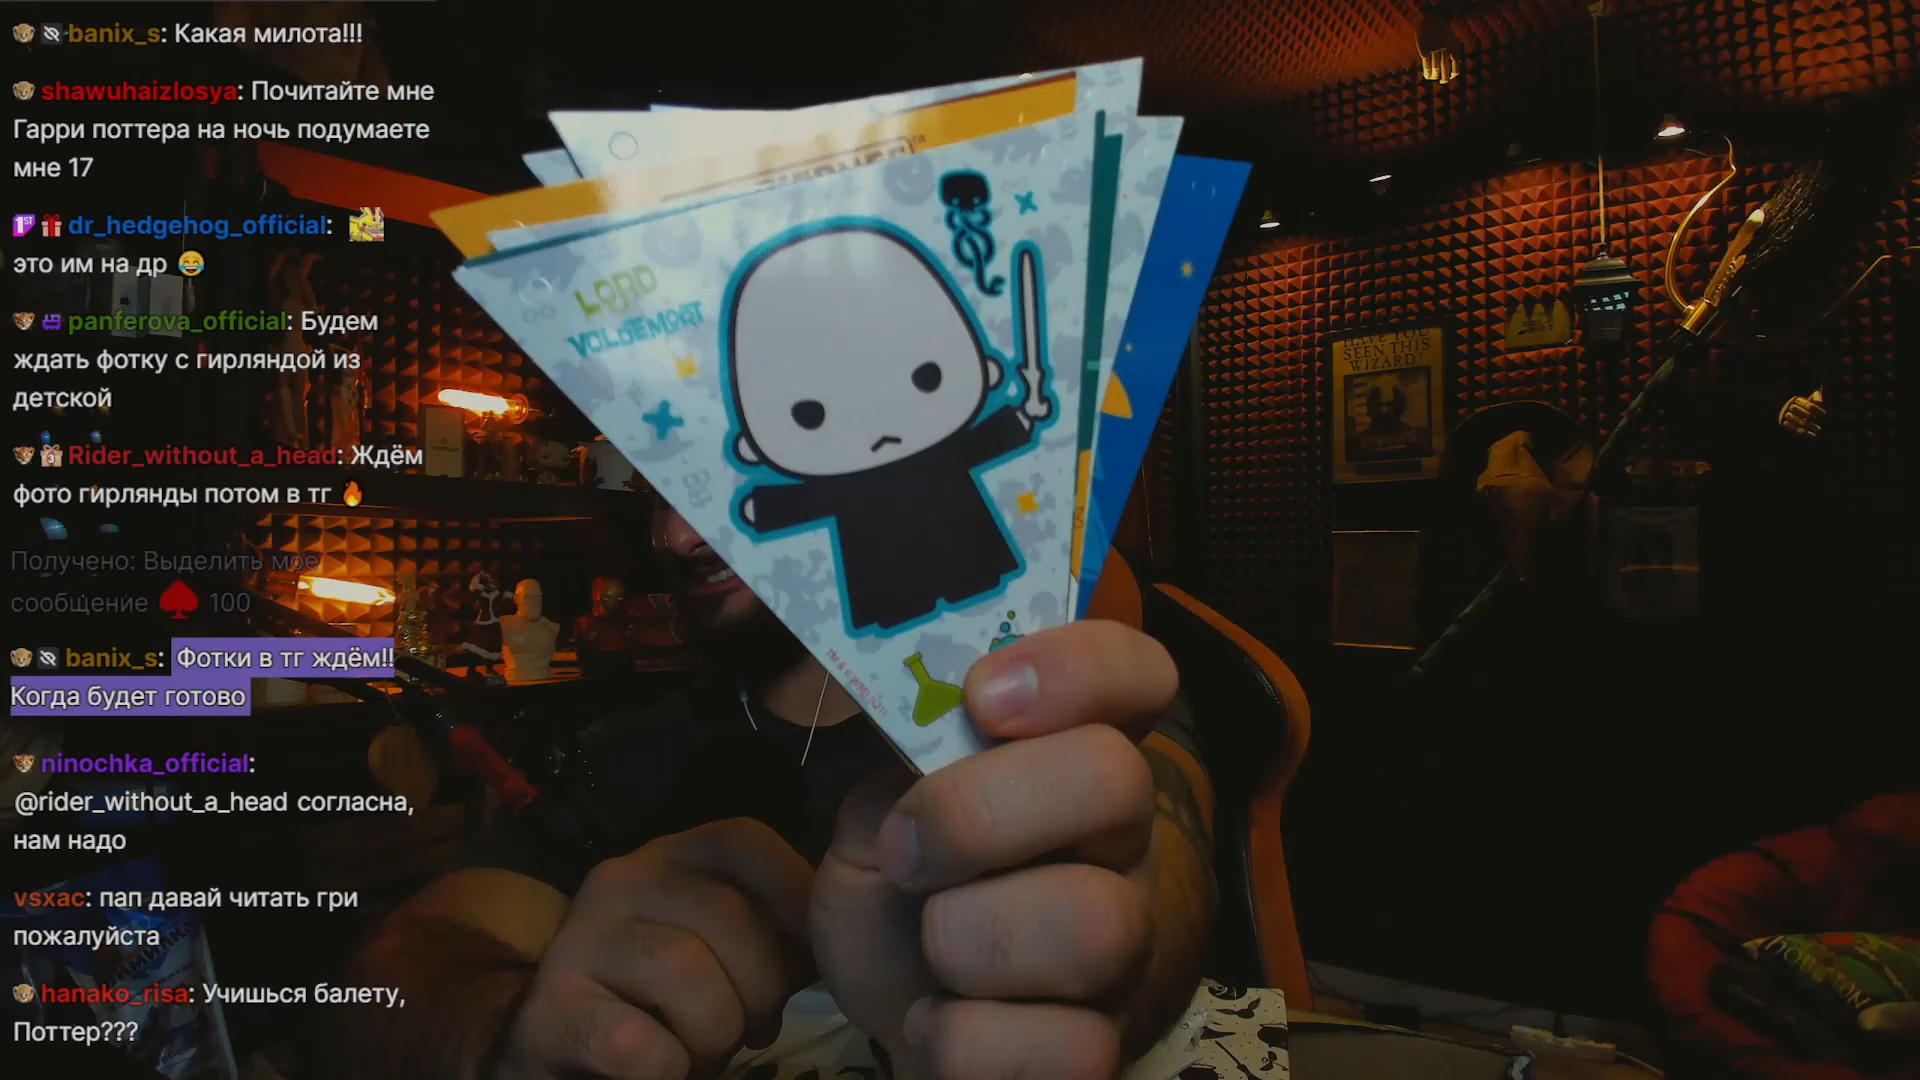 banix_s: Какая милота!!!
shawuhaizlosya: Почитайте мне
Гарри поттера на ночь подумаете
мне 17
dr_hedgehog_official:
это им на др 😂
panferova_official: Будем
ждать фотку с гирляндой из
детской
Rider_without_a_head: Ждём
фото гирлянды потом в тг 🔥
Получено: Выделить мое
сообщение 100
banix_s: Фотки в тг ждём!!
Когда будет готово
ninochka_official:
@rider_without_a_head согласна,
нам надо
vsxac: пап давай читать гри
пожалуйста
hanako_risa: Учишься балету,
Поттер???
LORD
VOLDEMORT
HAVE YOU
SEEN THIS
WIZARD?